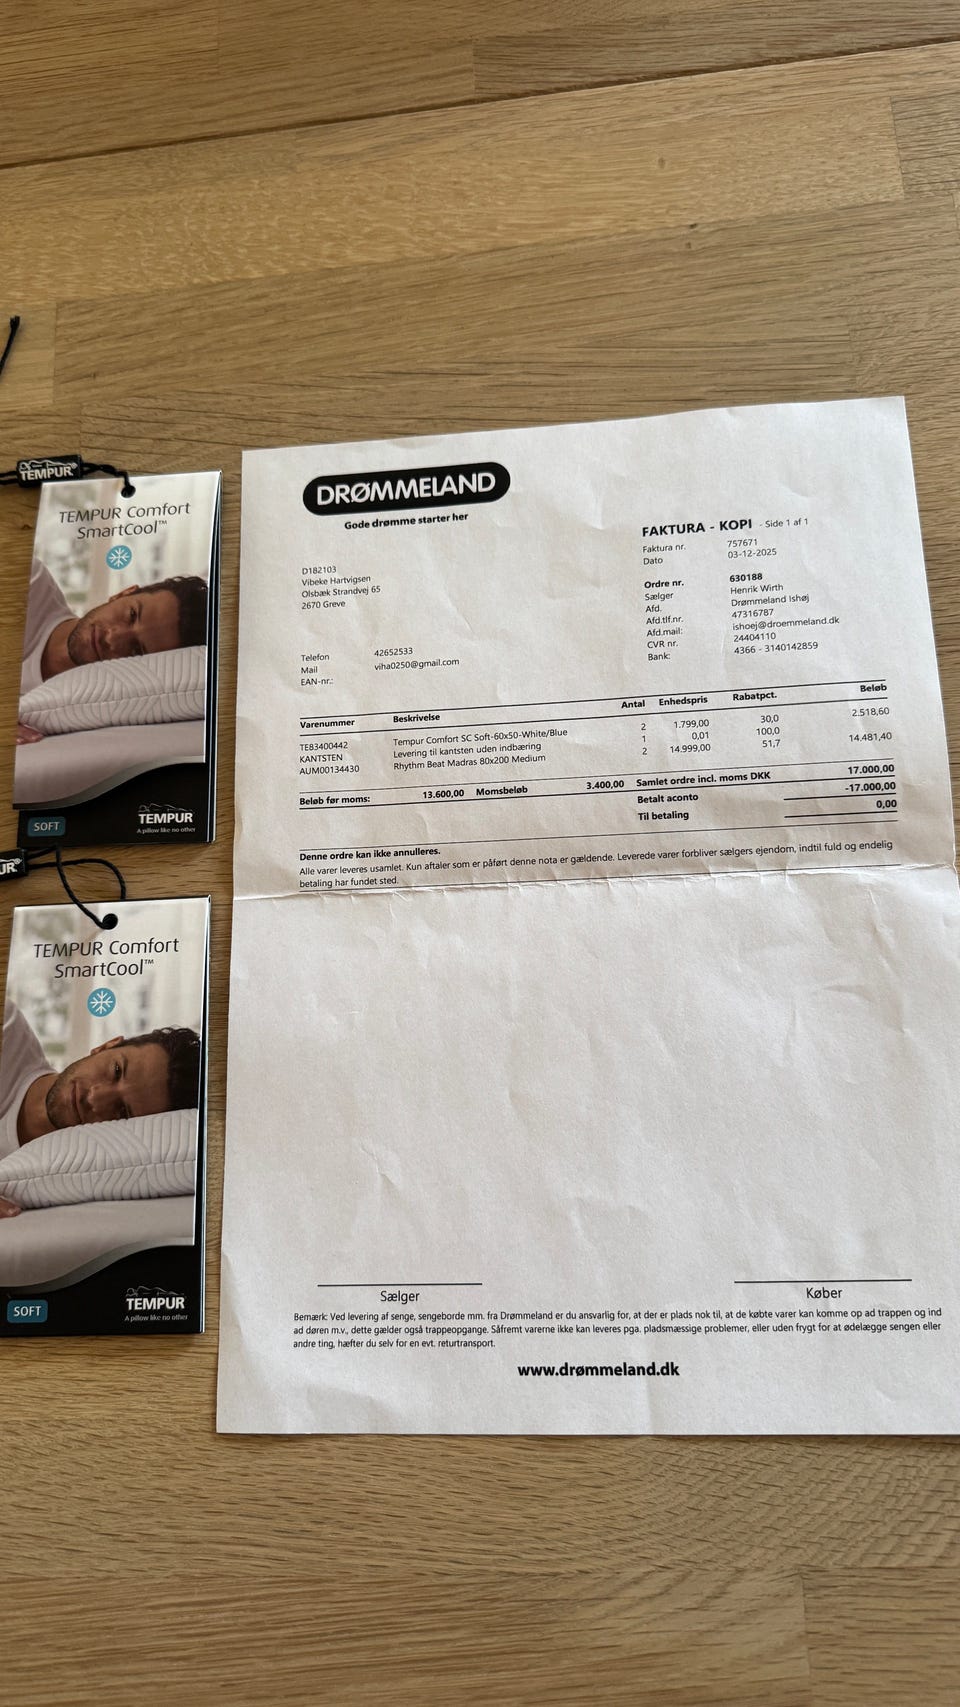 TEMPUR®
TEMPUR Comfort
SmartCool™
SOFT
TEMPUR
A pillow like no other
UR®
TEMPUR Comfort
SmartCool™
SOFT
TEMPUR
A pillow like no other
DRØMMELAND
Gode drømme starter her
FAKTURA - KOPI - Side 1 af 1
Faktura nr. 757671
Dato 03-12-2025
D182103
Vibeke Hartvigsen
Olsbæk Strandvej 65
2670 Greve
Ordre nr. 630188
Sælger Henrik Wirth
Afd. Drømmeland Ishøj
Afd.tlf.nr. 47316787
Afd.mail: ishoej@droemmeland.dk
CVR nr. 24404110
Bank: 4366 - 3140142859
Telefon 42652533
Mail viha0250@gmail.com
EAN-nr.:
Varenummer Beskrivelse Antal Enhedspris Rabatpct. Beløb
TE83400442 Tempur Comfort SC Soft-60x50-White/Blue 2 1.799,00 30,0 2.518,60
KANTSTEN Levering til kantsten uden indbæring 1 0,01 100,0
AUM00134430 Rhythm Beat Madras 80x200 Medium 2 14.999,00 51,7 14.481,40
Beløb før moms: 13.600,00 Momsbeløb 3.400,00 Samlet ordre incl. moms DKK 17.000,00
Betalt aconto -17.000,00
Til betaling 0,00
Denne ordre kan ikke annulleres.
Alle varer leveres usamlet. Kun aftaler som er påført denne nota er gældende. Leverede varer forbliver sælgers ejendom, indtil fuld og endelig
betaling har fundet sted.
Sælger Køber
Bemærk: Ved levering af senge, sengeborde mm. fra Drømmeland er du ansvarlig for, at der er plads nok til, at de købte varer kan komme op ad trappen og ind
ad døren m.v., dette gælder også trappeopgange. Såfremt varerne ikke kan leveres pga. pladsmæssige problemer, eller uden frygt for at ødelægge sengen eller
andre ting, hæfter du selv for en evt. returtransport.
www.drømmeland.dk